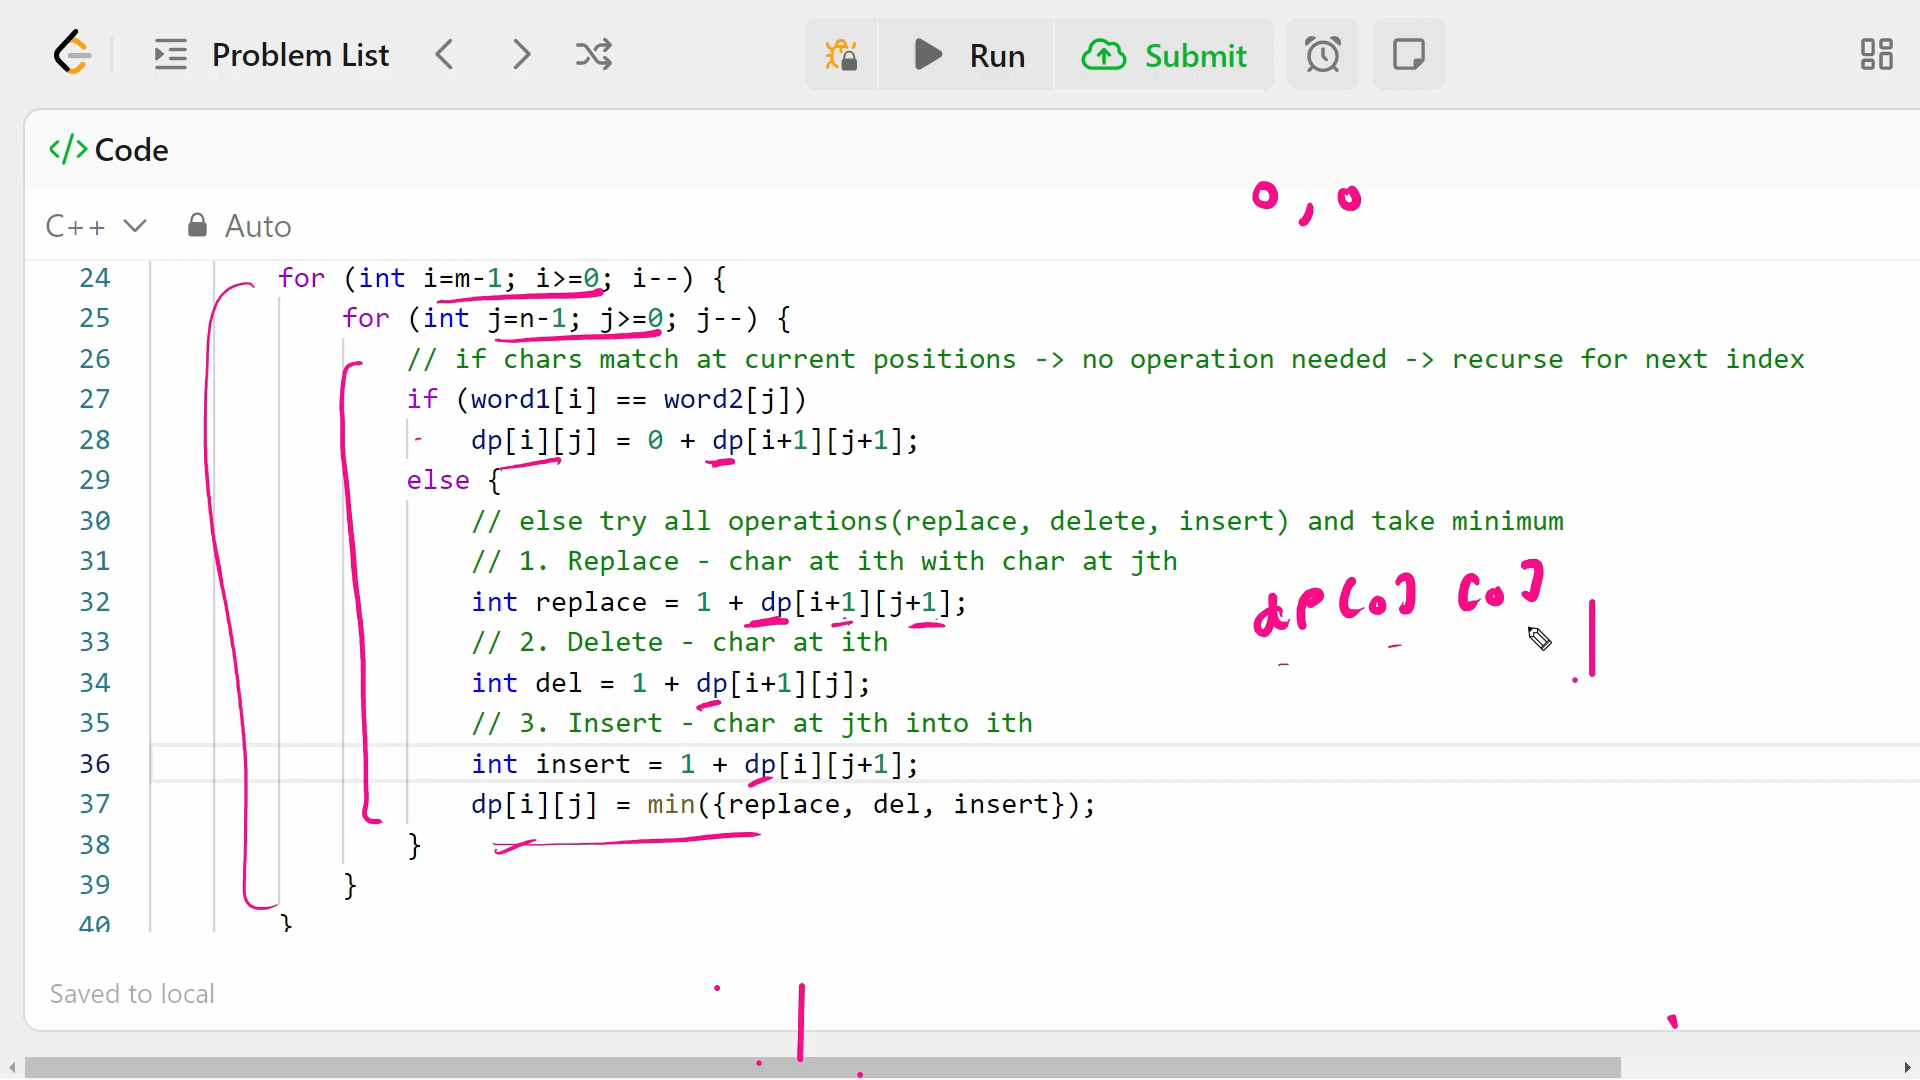 Problem List
Run
Submit
</> Code
0, 0
C++
Auto
24 for (int i=m-1; i>=0; i--) {
25 for (int j=n-1; j>=0; j--) {
26 // if chars match at current positions -> no operation needed -> recurse for next index
27 if (word1[i] == word2[j])
28 dp[i][j] = 0 + dp[i+1][j+1];
29 else {
30 // else try all operations(replace, delete, insert) and take minimum
31 // 1. Replace - char at ith with char at jth
32 int replace = 1 + dp[i+1][j+1];
dp[0][0]
33 // 2. Delete - char at ith
34 int del = 1 + dp[i+1][j];
35 // 3. Insert - char at jth into ith
36 int insert = 1 + dp[i][j+1];
37 dp[i][j] = min({replace, del, insert});
38 }
39 }
40 }
Saved to local